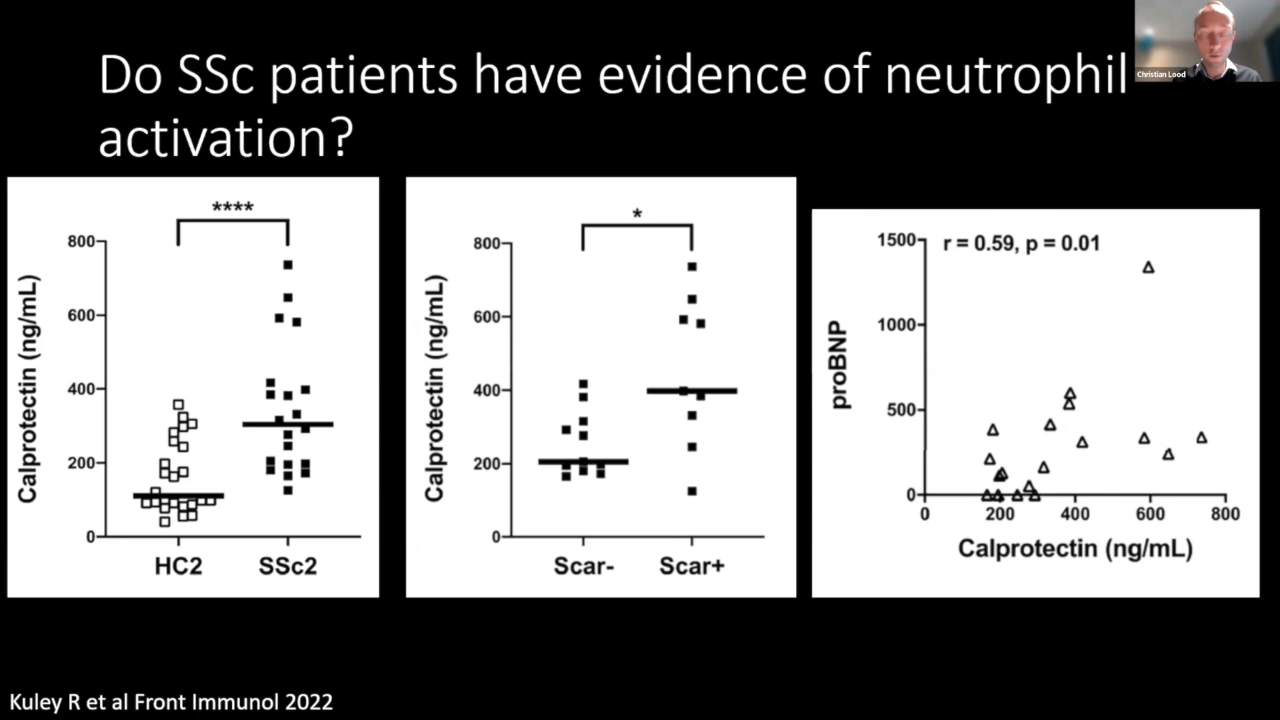 Do SSc patients have evidence of neutrophil
activation?
Christian Lood
****
Calprotectin (ng/mL)
800
600
400
200
0
HC2
SSc2
*
Calprotectin (ng/mL)
800
600
400
200
0
Scar-
Scar+
r = 0.59, p = 0.01
proBNP
1500
1000
500
0
0
200
400
600
800
Calprotectin (ng/mL)
Kuley R et al Front Immunol 2022